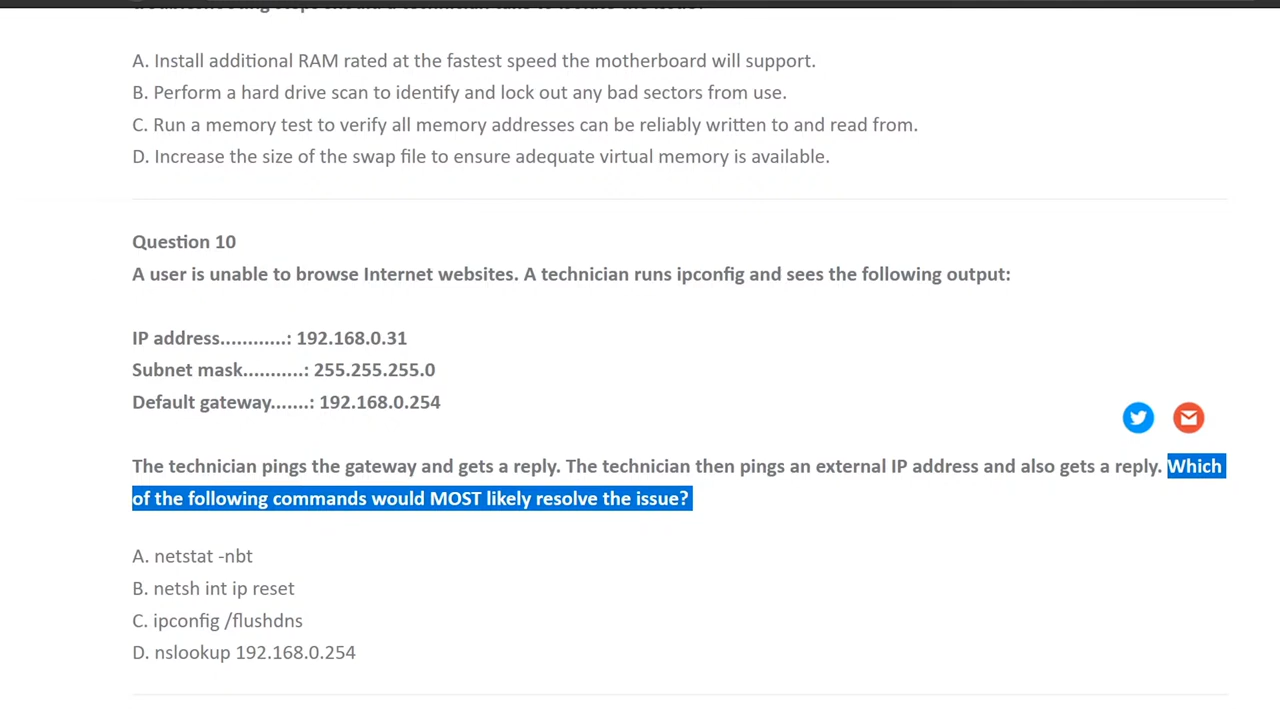 A. Install additional RAM rated at the fastest speed the motherboard will support.
B. Perform a hard drive scan to identify and lock out any bad sectors from use.
C. Run a memory test to verify all memory addresses can be reliably written to and read from.
D. Increase the size of the swap file to ensure adequate virtual memory is available.
Question 10
A user is unable to browse Internet websites. A technician runs ipconfig and sees the following output:
IP address............: 192.168.0.31
Subnet mask...........: 255.255.255.0
Default gateway.......: 192.168.0.254
The technician pings the gateway and gets a reply. The technician then pings an external IP address and also gets a reply. Which
of the following commands would MOST likely resolve the issue?
A. netstat -nbt
B. netsh int ip reset
C. ipconfig /flushdns
D. nslookup 192.168.0.254